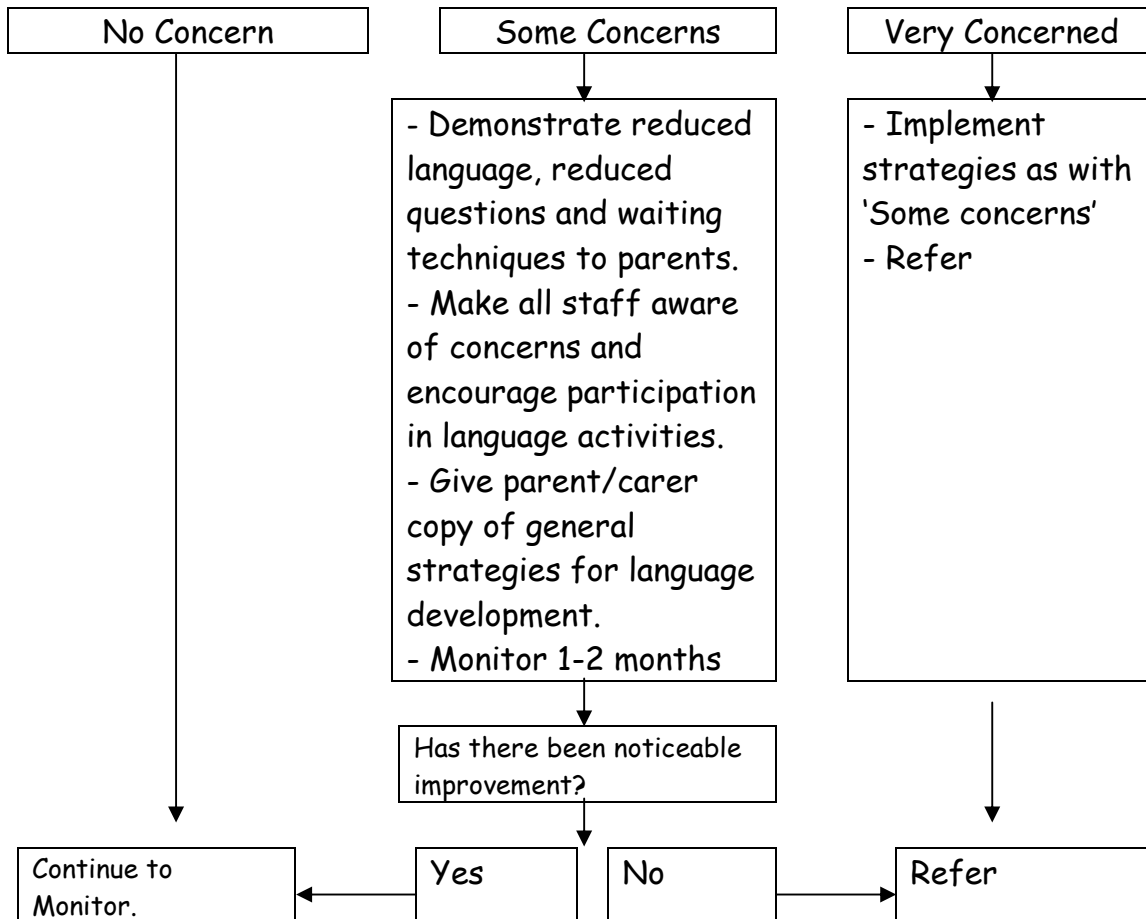 No Concern
Some Concerns
Very Concerned
- Demonstrate reduced
language, reduced
questions and waiting
techniques to parents.
- Make all staff aware
of concerns and
encourage participation
in language activities.
- Give parent/carer
copy of general
strategies for language
development.
- Monitor 1-2 months
- Implement
strategies as with
‘Some concerns’
- Refer
Has there been noticeable
improvement?
Continue to
Monitor.
Yes
No
Refer